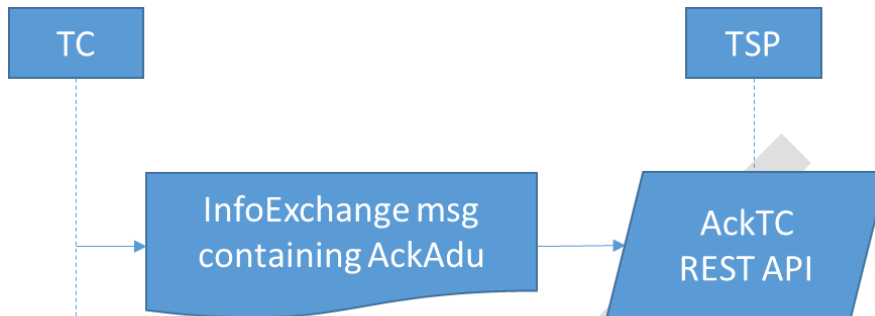 TC
TSP
InfoExchange msg
containing AckAdu
AckTC
REST API